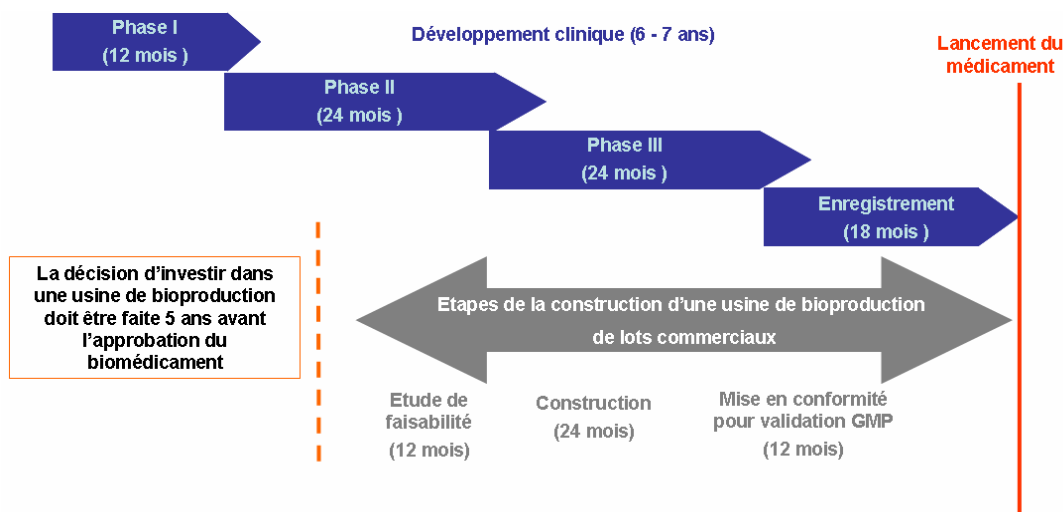 Phase I
(12 mois )
Développement clinique (6 - 7 ans)
Lancement du
médicament
Phase II
(24 mois )
Phase III
(24 mois )
Enregistrement
(18 mois )
La décision d’investir dans
une usine de bioproduction
doit être faite 5 ans avant
l’approbation du
biomédicament
Etapes de la construction d’une usine de bioproduction
de lots commerciaux
Etude de
faisabilité
(12 mois)
Construction
(24 mois)
Mise en conformité
pour validation GMP
(12 mois)